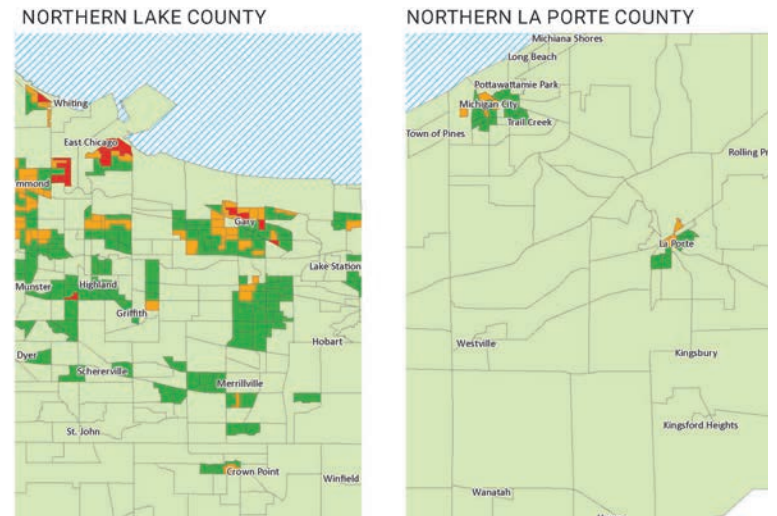 NORTHERN LAKE COUNTY
Whiting
East Chicago
mmond
Gary
Lake Station
Munster
Highland
Griffith
Hobart
Dyer
Schererville
Merrillville
St. John
Crown Point
Winfield
NORTHERN LA PORTE COUNTY
Michiana Shores
Long Beach
Pottawattamie Park
Michigan City
Trail Creek
Town of Pines
Rolling Pr
La Porte
Westville
Kingsbury
Kingsford Heights
Wanatah